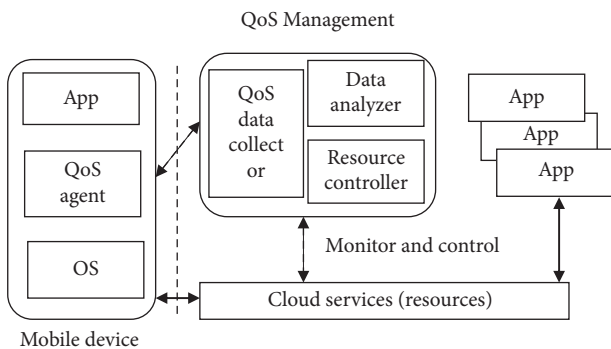 QoS Management
App
QoS
agent
OS
Mobile device
QoS
data
collect
or
Data
analyzer
Resource
controller
Monitor and control
App
App
App
Cloud services (resources)